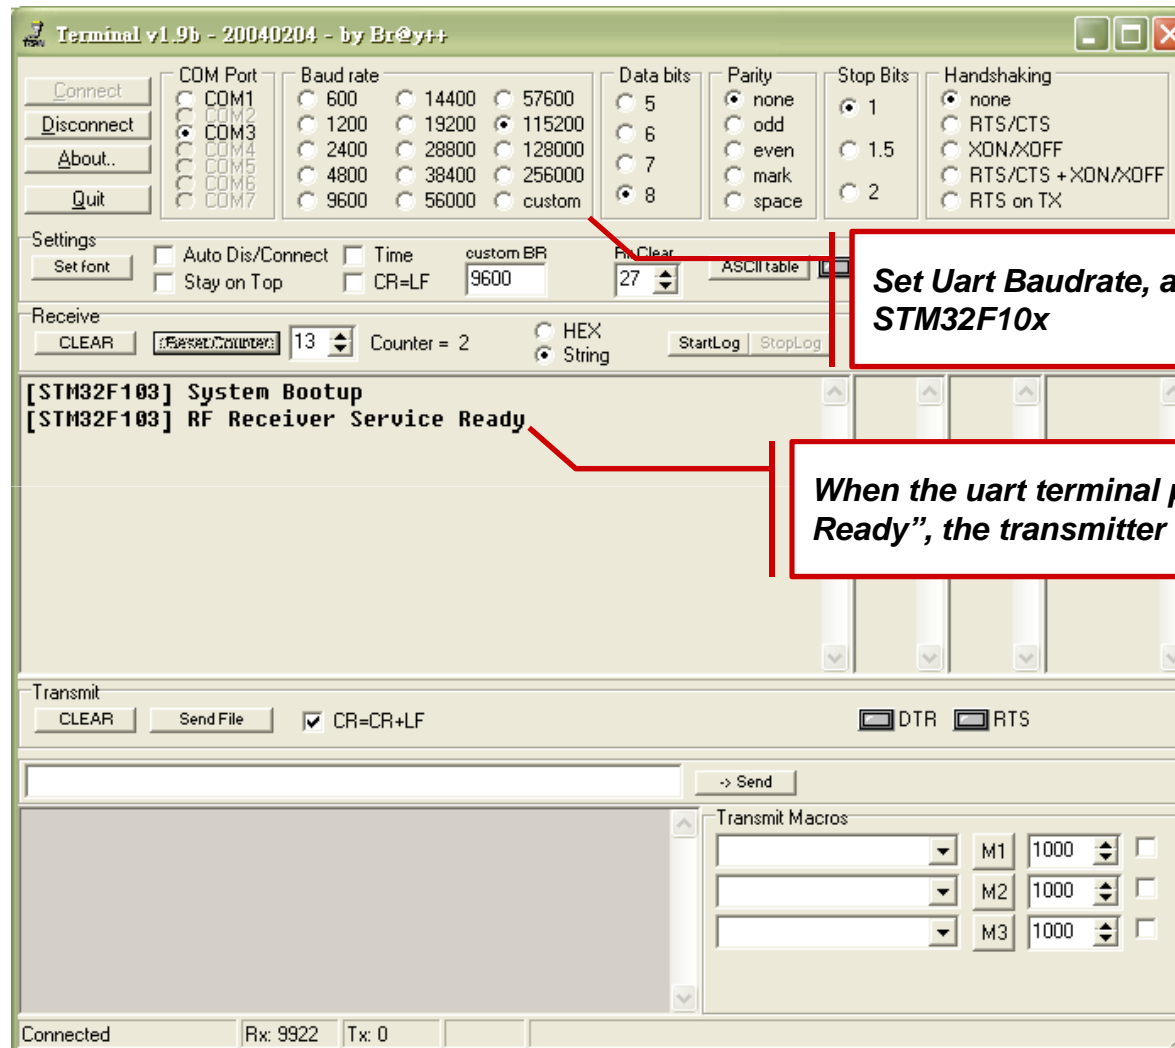 Terminal v1.9b - 20040204 - by Br@y++
Connect
Disconnect
About..
Quit
COM Port
COM1
COM2
COM3
COM4
COM5
COM6
COM7
Baud rate
600 14400 57600
1200 19200 115200
2400 28800 128000
4800 38400 256000
9600 56000 custom
Data bits
5
6
7
8
Parity
none
odd
even
mark
space
Stop Bits
1
1.5
2
Handshaking
none
RTS/CTS
XON/XOFF
RTS/CTS + XON/XOFF
RTS on TX
Settings
Set font
Auto Dis/Connect
Time
Stay on Top
CR=LF
custom BR
9600
Rx Clear
27
ASCII table
Set Uart Baudrate, a
STM32F10x
Receive
CLEAR
Reset Counter
13
Counter = 2
HEX
String
StartLog
StopLog
[STM32F103] System Bootup
[STM32F103] RF Receiver Service Ready
When the uart terminal p
Ready”, the transmitter
Transmit
CLEAR
Send File
CR=CR+LF
DTR
RTS
-> Send
Transmit Macros
M1 1000
M2 1000
M3 1000
Connected
Rx: 9922
Tx: 0